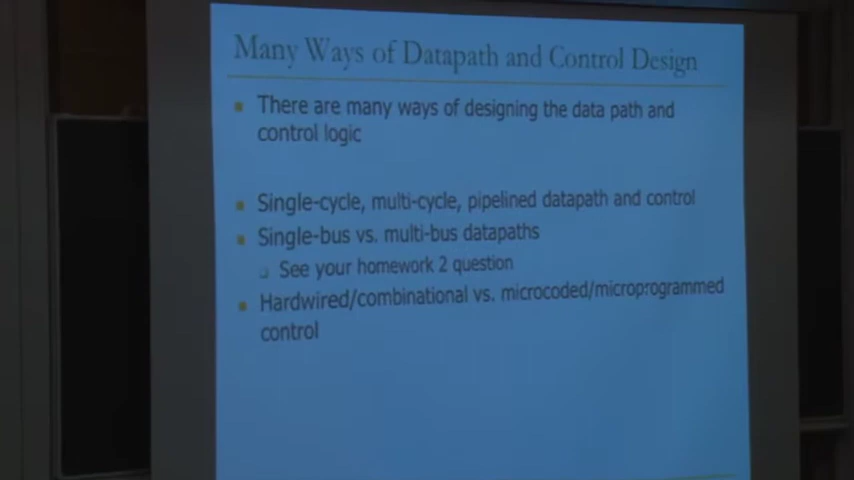 Many Ways of Datapath and Control Design
There are many ways of designing the data path and
control logic
Single-cycle, multi-cycle, pipelined datapath and control
Single-bus vs. multi-bus datapaths
See your homework 2 question
Hardwired/combinational vs. microcoded/microprogrammed
control